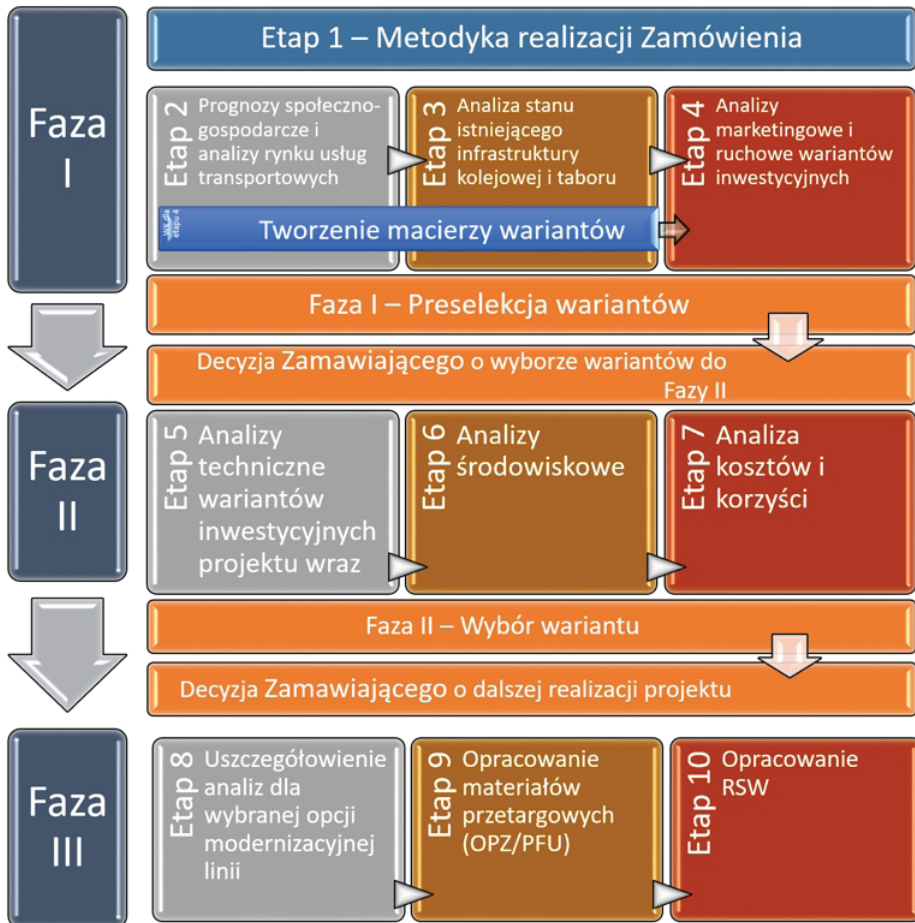 Faza
I
Etap 1 – Metodyka realizacji Zamówienia
Etap 2
Prognozy społeczno-
gospodarcze i
analizy rynku usług
transportowych
Etap 3
Analiza stanu
istniejącego
infrastruktury
kolejowej i taboru
Etap 4
Analizy
marketingowe i
ruchowe wariantów
inwestycyjnych
dla
etapu 4
Tworzenie macierzy wariantów
Faza I – Preselekcja wariantów
Decyzja Zamawiającego o wyborze wariantów do
Fazy II
Faza
II
Etap 5
Analizy
techniczne
wariantów
inwestycyjnych
projektu wraz
Etap 6
Analizy
środowiskowe
Etap 7
Analiza
kosztów i
korzyści
Faza II – Wybór wariantu
Decyzja Zamawiającego o dalszej realizacji projektu
Faza
III
Etap 8
Uszczegółowienie
analiz dla
wybranej opcji
modernizacyjnej
linii
Etap 9
Opracowanie
materiałów
przetargowych
(OPZ/PFU)
Etap 10
Opracowanie
RSW